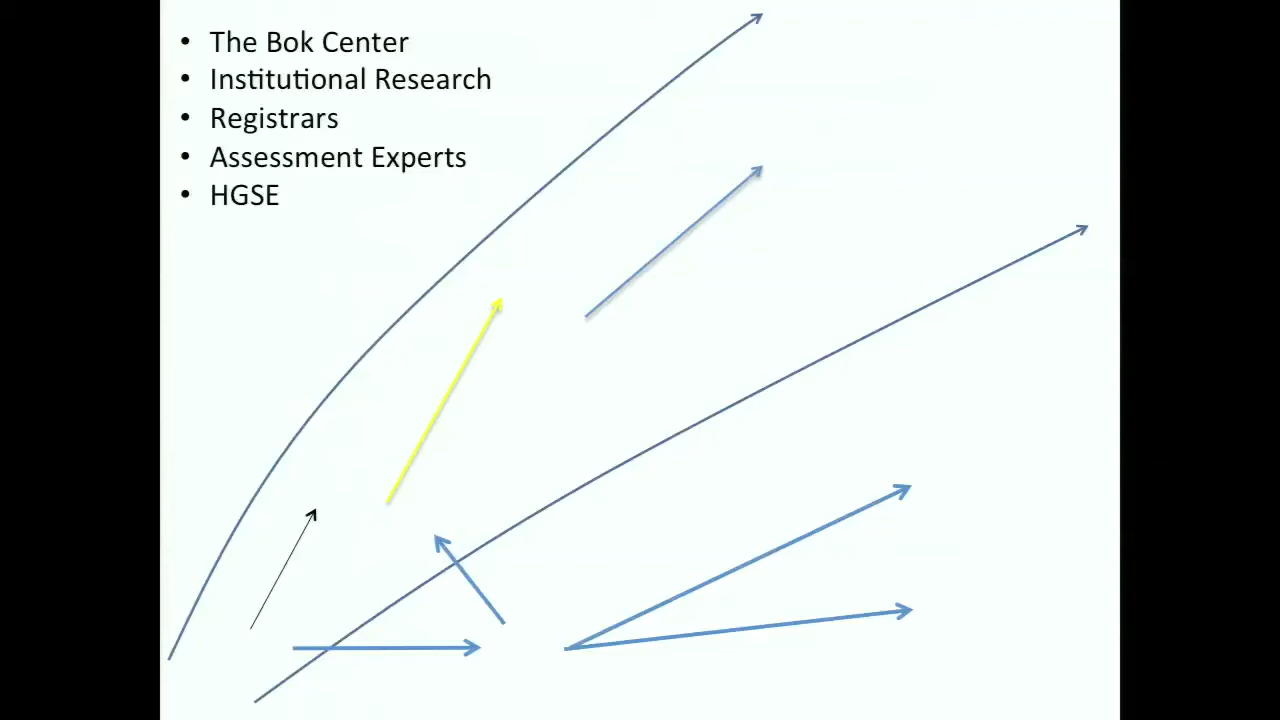 • The Bok Center
• Institutional Research
• Registrars
• Assessment Experts
• HGSE